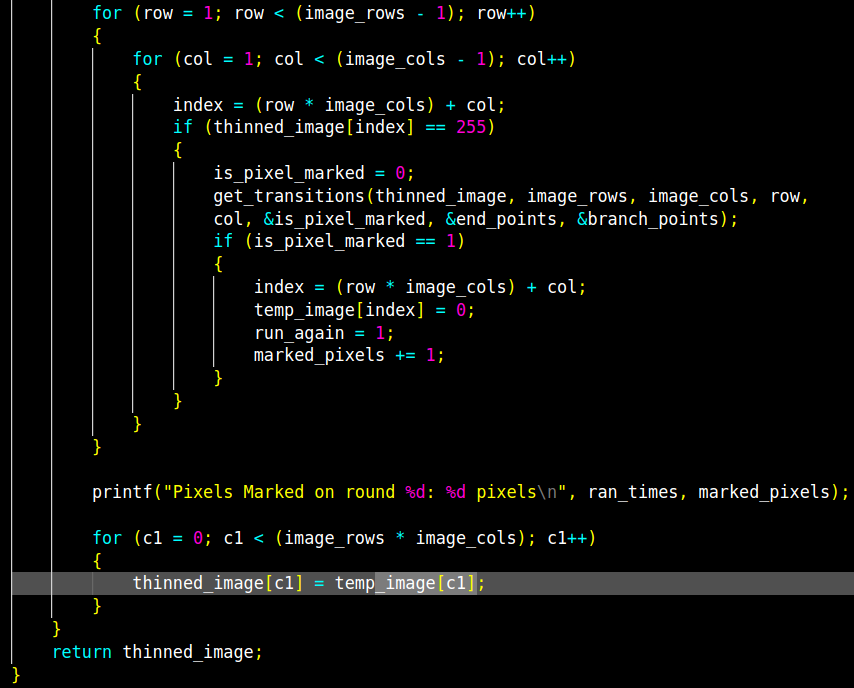 for (row = 1; row < (image_rows - 1); row++)
{
for (col = 1; col < (image_cols - 1); col++)
{
index = (row * image_cols) + col;
if (thinned_image[index] == 255)
{
is_pixel_marked = 0;
get_transitions(thinned_image, image_rows, image_cols, row,
col, &is_pixel_marked, &end_points, &branch_points);
if (is_pixel_marked == 1)
{
index = (row * image_cols) + col;
temp_image[index] = 0;
run_again = 1;
marked_pixels += 1;
}
}
}
}
printf("Pixels Marked on round %d: %d pixels\n", ran_times, marked_pixels);
for (c1 = 0; c1 < (image_rows * image_cols); c1++)
{
thinned_image[c1] = temp_image[c1];
}
}
return thinned_image;
}